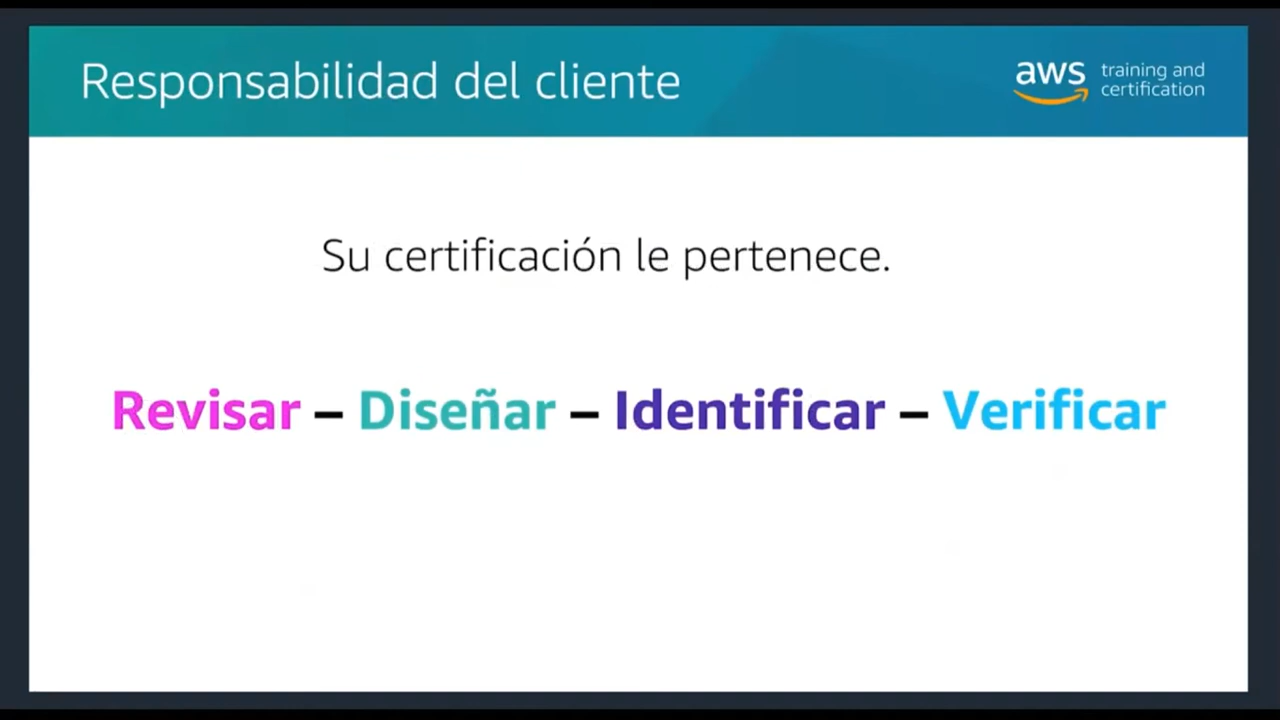 Responsabilidad del cliente
aws training and
certification
Su certificación le pertenece.
Revisar – Diseñar – Identificar – Verificar